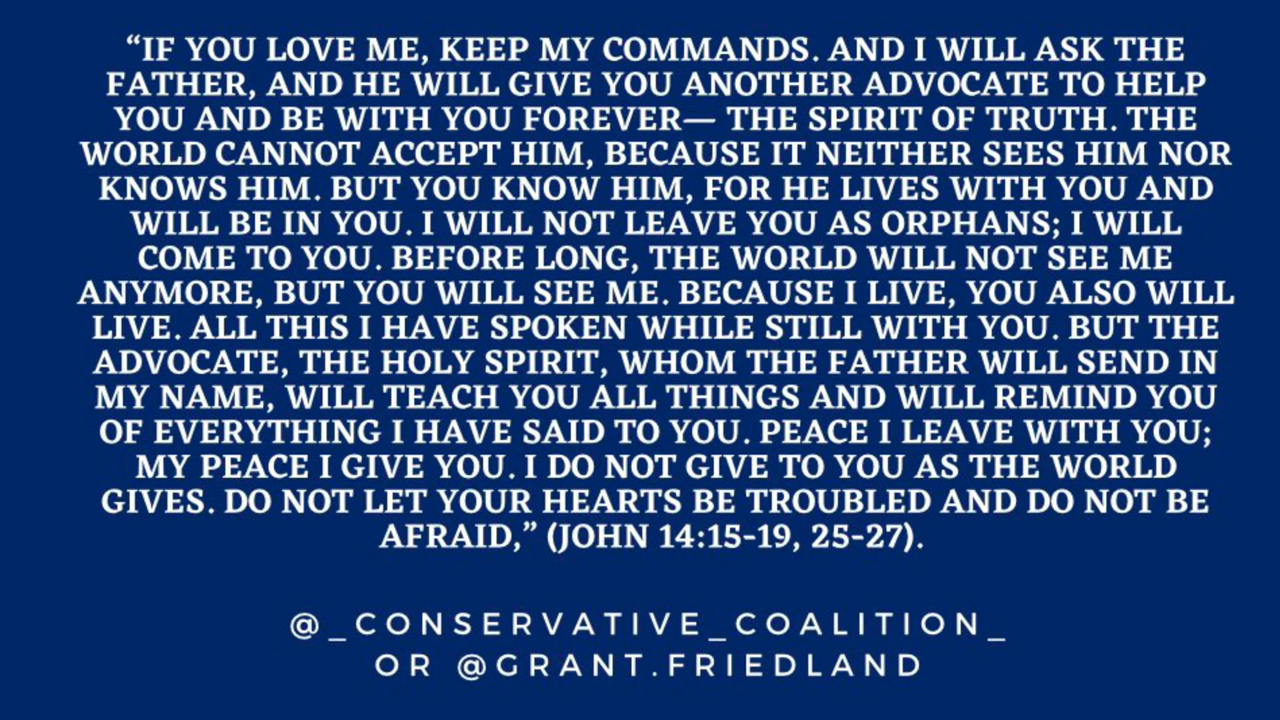 “IF YOU LOVE ME, KEEP MY COMMANDS. AND I WILL ASK THE
FATHER, AND HE WILL GIVE YOU ANOTHER ADVOCATE TO HELP
YOU AND BE WITH YOU FOREVER— THE SPIRIT OF TRUTH. THE
WORLD CANNOT ACCEPT HIM, BECAUSE IT NEITHER SEES HIM NOR
KNOWS HIM. BUT YOU KNOW HIM, FOR HE LIVES WITH YOU AND
WILL BE IN YOU. I WILL NOT LEAVE YOU AS ORPHANS; I WILL
COME TO YOU. BEFORE LONG, THE WORLD WILL NOT SEE ME
ANYMORE, BUT YOU WILL SEE ME. BECAUSE I LIVE, YOU ALSO WILL
LIVE. ALL THIS I HAVE SPOKEN WHILE STILL WITH YOU. BUT THE
ADVOCATE, THE HOLY SPIRIT, WHOM THE FATHER WILL SEND IN
MY NAME, WILL TEACH YOU ALL THINGS AND WILL REMIND YOU
OF EVERYTHING I HAVE SAID TO YOU. PEACE I LEAVE WITH YOU;
MY PEACE I GIVE YOU. I DO NOT GIVE TO YOU AS THE WORLD
GIVES. DO NOT LET YOUR HEARTS BE TROUBLED AND DO NOT BE
AFRAID,” (JOHN 14:15-19, 25-27).
@_CONSERVATIVE_COALITION_
OR @GRANT.FRIEDLAND